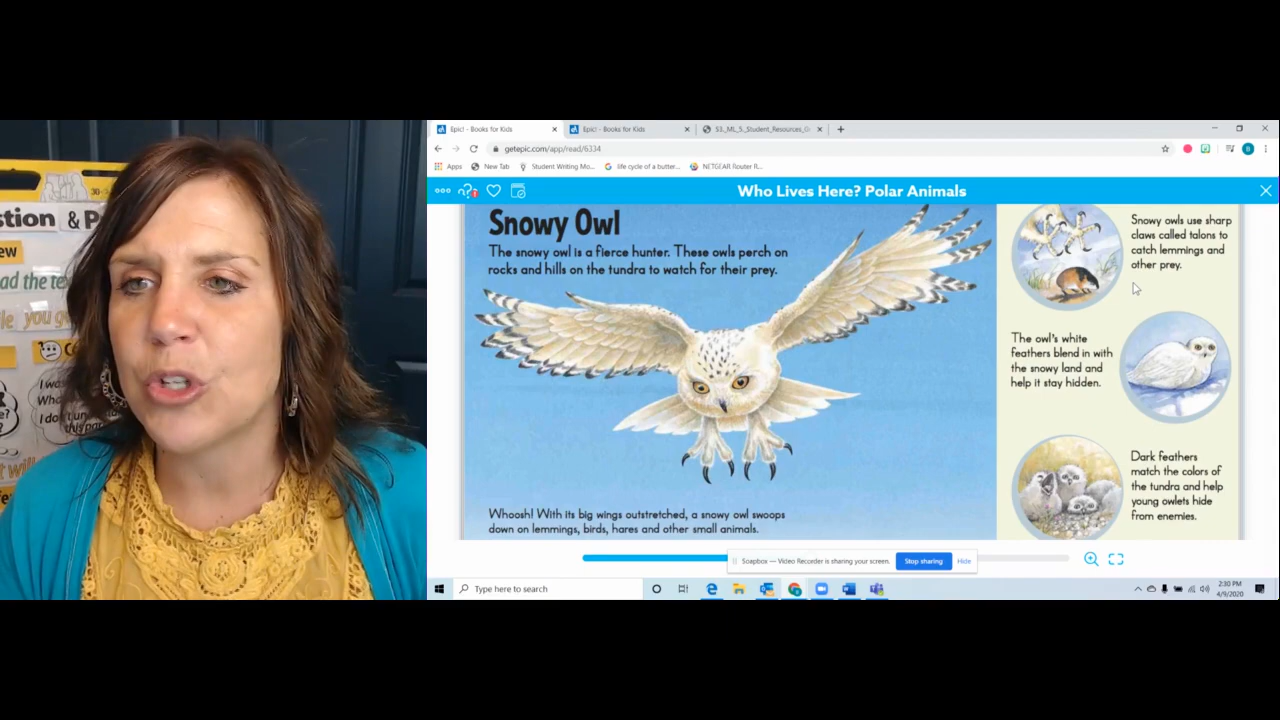 stion & P
ew
ad the te
ile you g
30
I was
Wha
I don't un
this par
?
t will
Epic! - Books for Kids
Epic! - Books for Kids
S3._ML_5._Student_Resources_G
getepic.com/app/read/6334
Apps
New Tab
Student Writing Mo...
life cycle of a butter...
NETGEAR Router R...
Who Lives Here? Polar Animals
Snowy Owl
The snowy owl is a fierce hunter. These owls perch on
rocks and hills on the tundra to watch for their prey.
Whoosh! With its big wings outstretched, a snowy owl swoops
down on lemmings, birds, hares and other small animals.
Snowy owls use sharp
claws called talons to
catch lemmings and
other prey.
The owl's white
feathers blend in with
the snowy land and
help it stay hidden.
Dark feathers
match the colors of
the tundra and help
young owlets hide
from enemies.
Soapbox — Video Recorder is sharing your screen.
Stop sharing
Hide
Type here to search
2:30 PM
4/9/2020